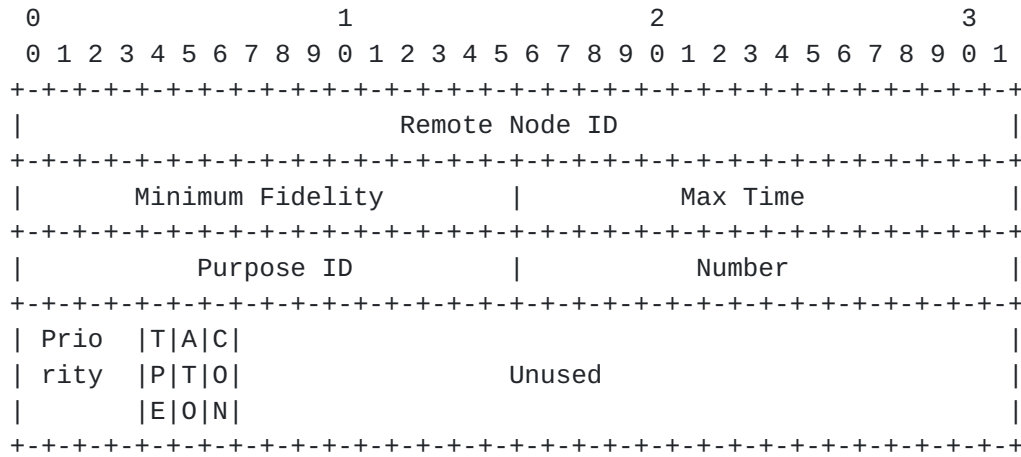 0                   1                   2                   3
 0 1 2 3 4 5 6 7 8 9 0 1 2 3 4 5 6 7 8 9 0 1 2 3 4 5 6 7 8 9 0 1
+-+-+-+-+-+-+-+-+-+-+-+-+-+-+-+-+-+-+-+-+-+-+-+-+-+-+-+-+-+-+-+-+
|                        Remote Node ID                         |
+-+-+-+-+-+-+-+-+-+-+-+-+-+-+-+-+-+-+-+-+-+-+-+-+-+-+-+-+-+-+-+-+
|       Minimum Fidelity        |          Max Time             |
+-+-+-+-+-+-+-+-+-+-+-+-+-+-+-+-+-+-+-+-+-+-+-+-+-+-+-+-+-+-+-+-+
|           Purpose ID          |           Number              |
+-+-+-+-+-+-+-+-+-+-+-+-+-+-+-+-+-+-+-+-+-+-+-+-+-+-+-+-+-+-+-+-+
| Prio  |T|A|C|                                                 |
| rity  |P|T|O|                 Unused                          |
|       |E|O|N|                                                 |
+-+-+-+-+-+-+-+-+-+-+-+-+-+-+-+-+-+-+-+-+-+-+-+-+-+-+-+-+-+-+-+-+